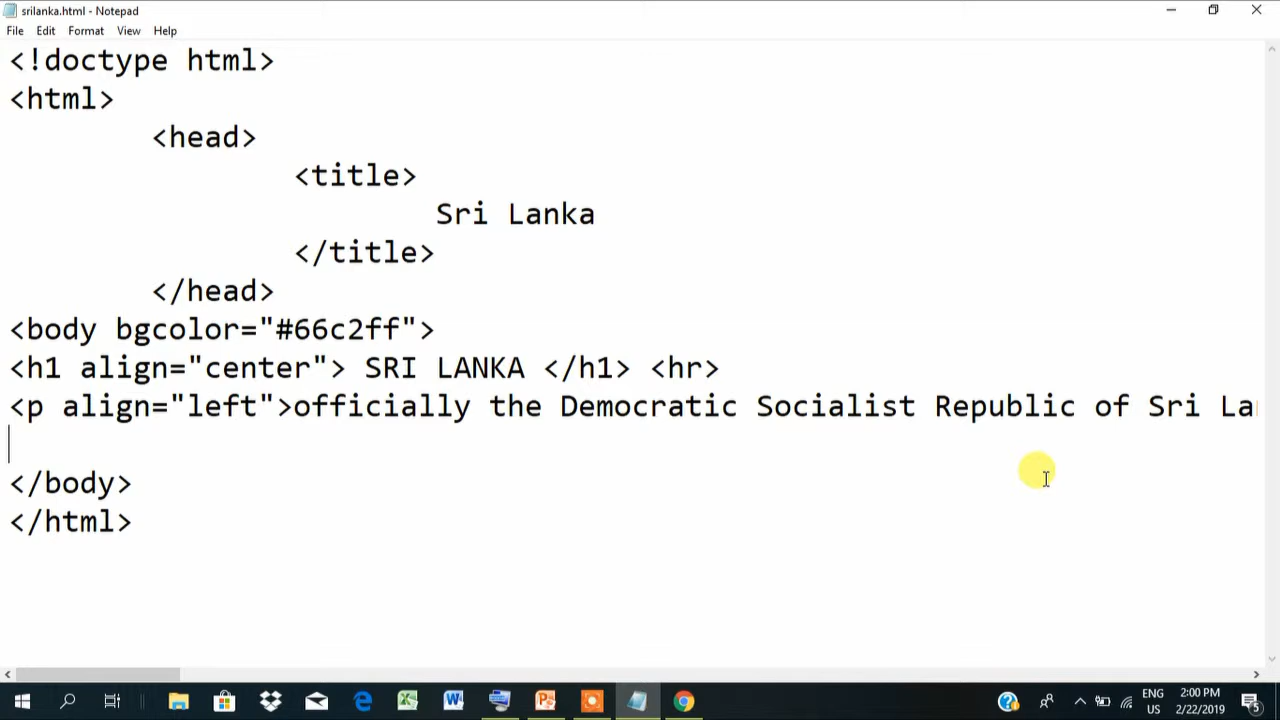 srilanka.html - Notepad
File Edit Format View Help
<!doctype html>
<html>
<head>
<title>
Sri Lanka
</title>
</head>
<body bgcolor="#66c2ff">
<h1 align="center"> SRI LANKA </h1> <hr>
<p align="left">officially the Democratic Socialist Republic of Sri La
</body>
</html>
ENG
US
2:00 PM
2/22/2019
5